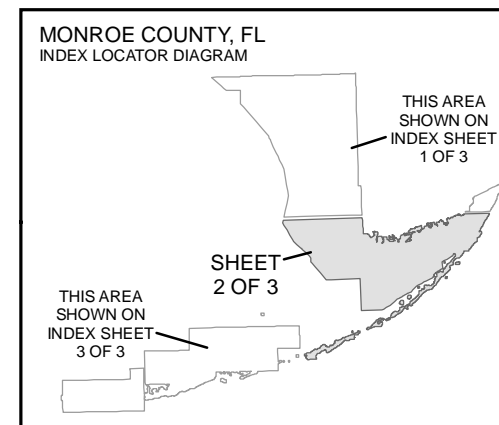 MONROE COUNTY, FL
INDEX LOCATOR DIAGRAM
THIS AREA
SHOWN ON
INDEX SHEET
1 OF 3
SHEET
2 OF 3
THIS AREA
SHOWN ON
INDEX SHEET
3 OF 3